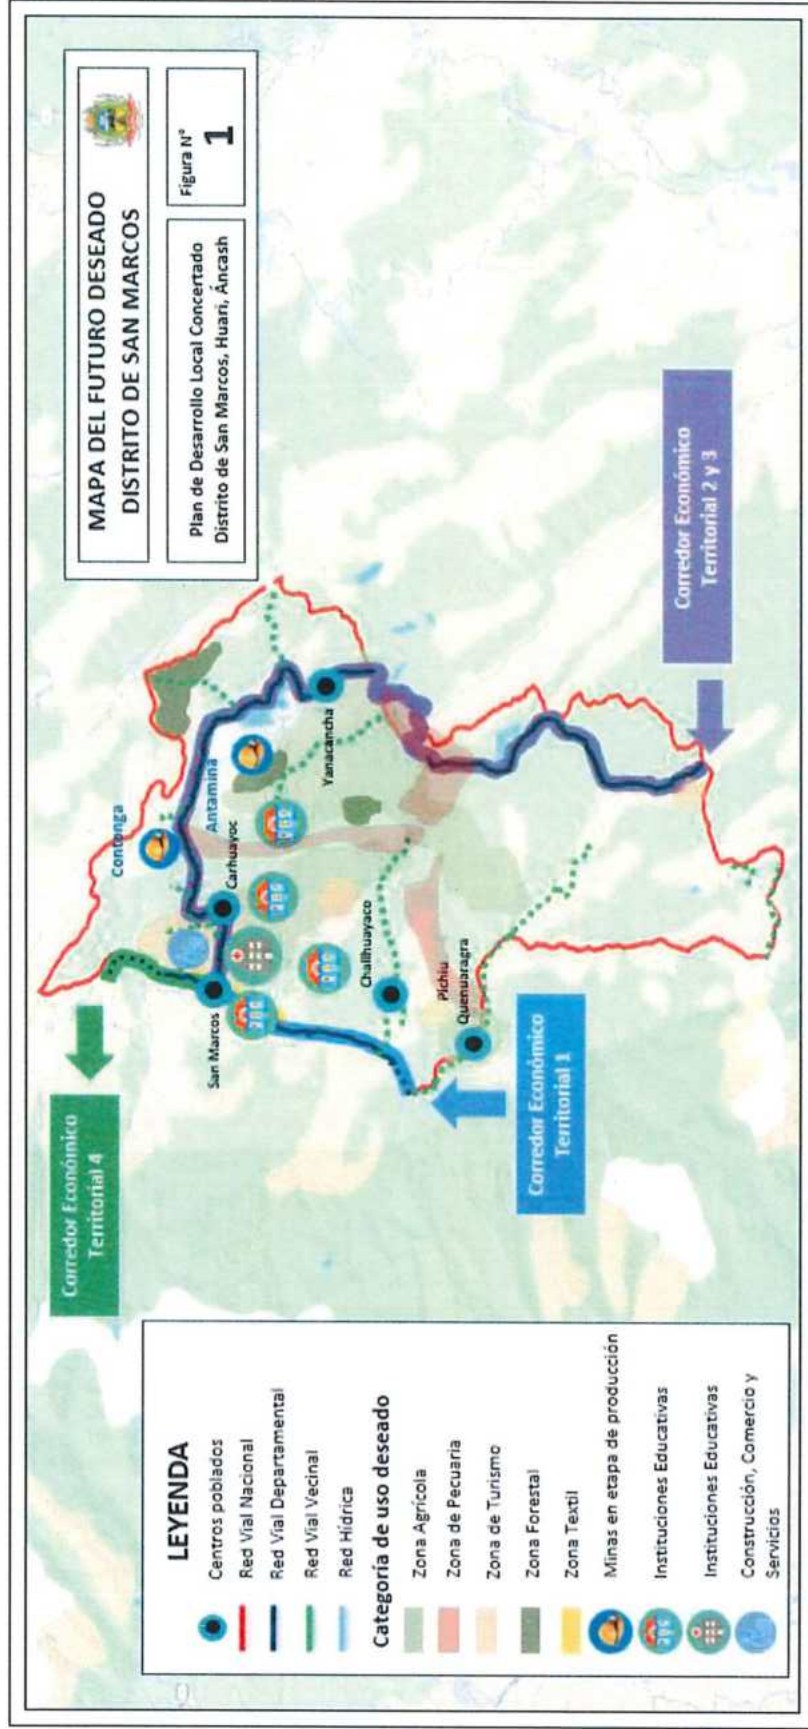 MAPA DEL FUTURO DESEADO
DISTRITO DE SAN MARCOS
Plan de Desarrollo Local Concertado
Distrito de San Marcos, Huari, Áncash
Figura N°
1
Corredor Económico
Territorial 4
Contonga
Antamina
Carhuayoc
San Marcos
Yanacancha
Challhuayaco
Pichiu
Quenuaragra
Corredor Económico
Territorial 1
Corredor Económico
Territorial 2 y 3
LEYENDA
Centros poblados
Red Vial Nacional
Red Vial Departamental
Red Vial Vecinal
Red Hídrica
Categoría de uso deseado
Zona Agrícola
Zona de Pecuaria
Zona de Turismo
Zona Forestal
Zona Textil
Minas en etapa de producción
Instituciones Educativas
Instituciones Educativas
Construcción, Comercio y
Servicios